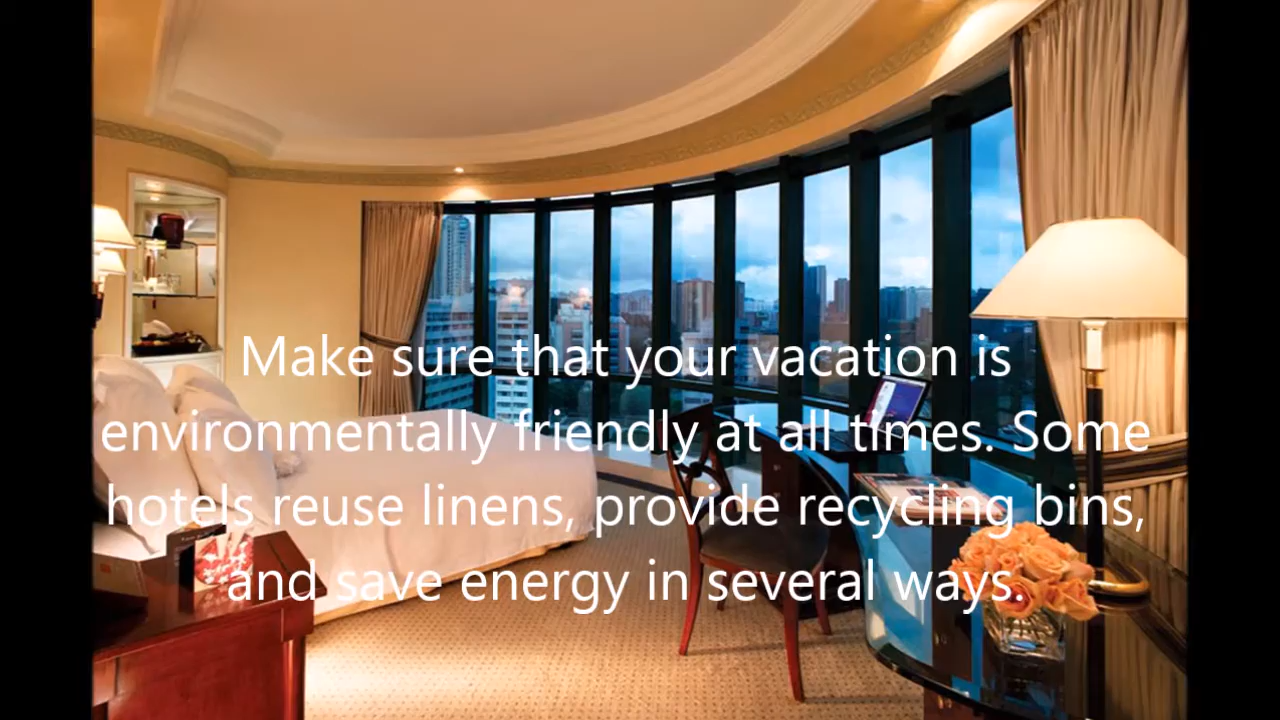 Make sure that your vacation is
environmentally friendly at all times. Some
hotels reuse linens, provide recycling bins,
and save energy in several ways.